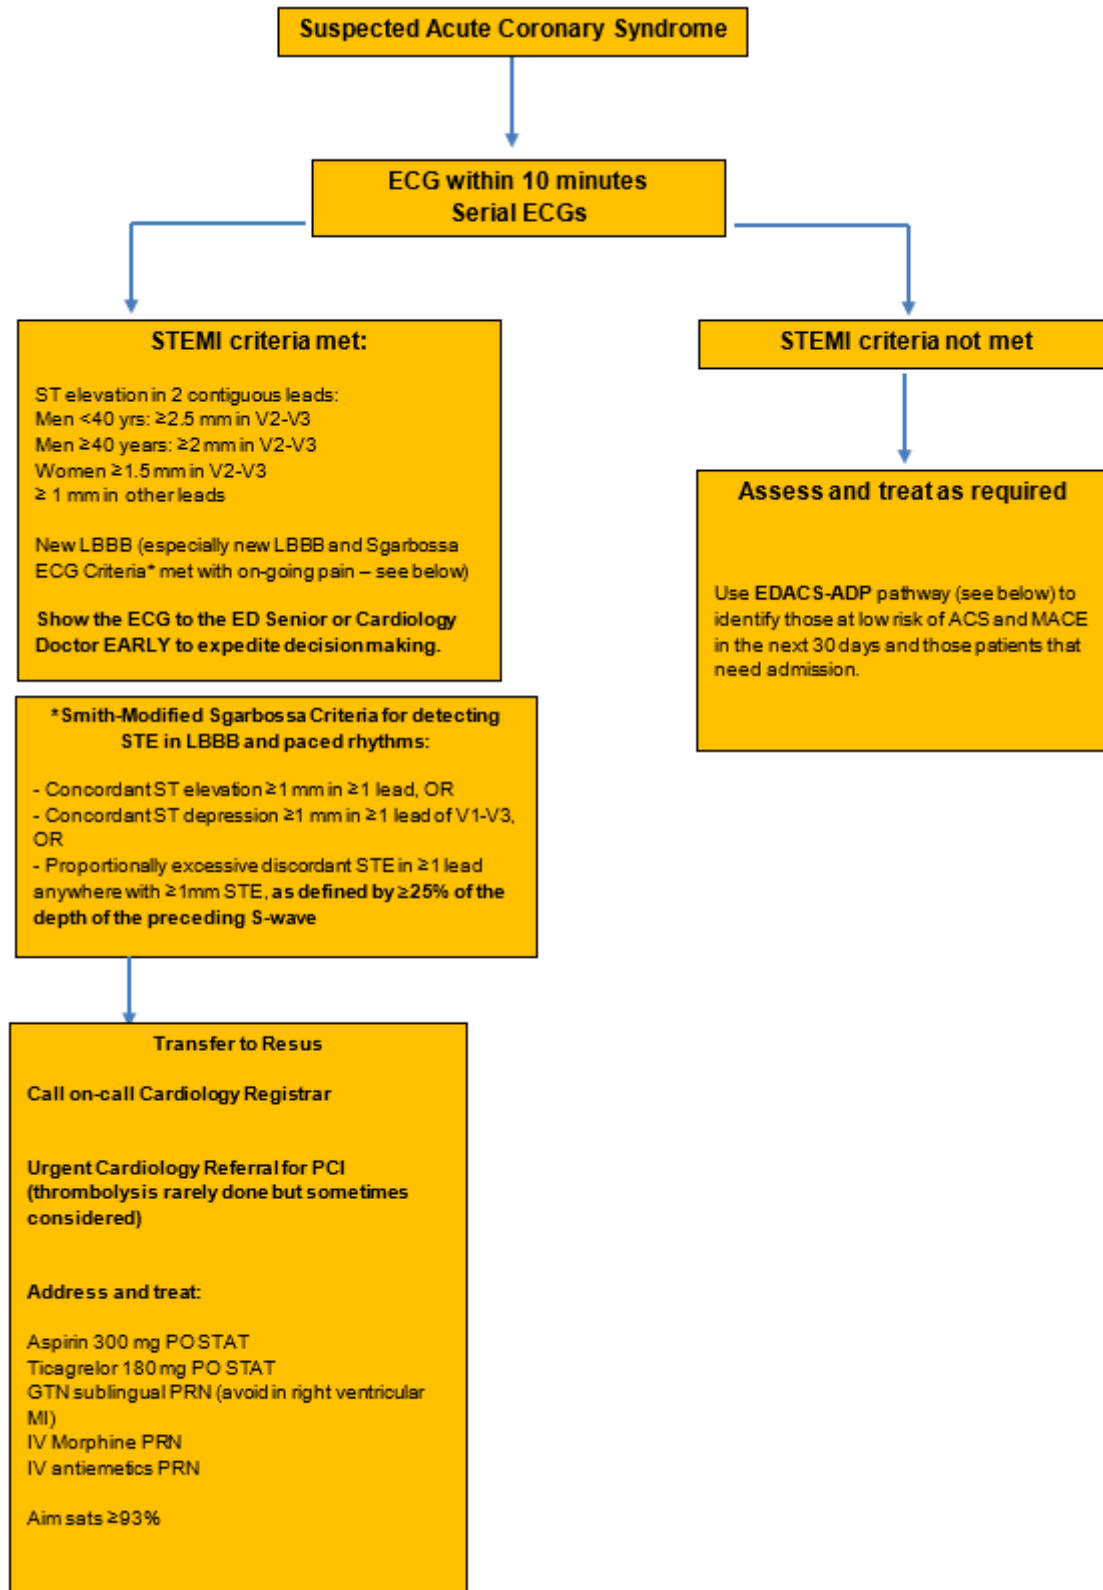 Suspected Acute Coronary Syndrome
ECG within 10 minutes
Serial ECGs
STEMI criteria met:
ST elevation in 2 contiguous leads:
Men <40 yrs: ≥2.5 mm in V2-V3
Men ≥40 years: ≥2 mm in V2-V3
Women ≥1.5 mm in V2-V3
≥ 1 mm in other leads
New LBBB (especially new LBBB and Sgarbossa
ECG Criteria* met with on-going pain – see below)
Show the ECG to the ED Senior or Cardiology
Doctor EARLY to expedite decision making.
*Smith-Modified Sgarbossa Criteria for detecting
STE in LBBB and paced rhythms:
- Concordant ST elevation ≥1 mm in ≥1 lead, OR
- Concordant ST depression ≥1 mm in ≥1 lead of V1-V3,
OR
- Proportionally excessive discordant STE in ≥1 lead
anywhere with ≥1mm STE, as defined by ≥25% of the
depth of the preceding S-wave
Transfer to Resus
Call on-call Cardiology Registrar
Urgent Cardiology Referral for PCI
(thrombolysis is rarely done but sometimes
considered)
Address and treat:
Aspirin 300 mg PO STAT
Ticagrelor 180 mg PO STAT
GTN sublingual PRN (avoid in right ventricular
MI)
IV Morphine PRN
IV antiemetics PRN
Aim sats ≥93%
STEMI criteria not met
Assess and treat as required
Use EDACS-ADP pathway (see below) to
identify those at low risk of ACS and MACE
in the next 30 days and those patients that
need admission.